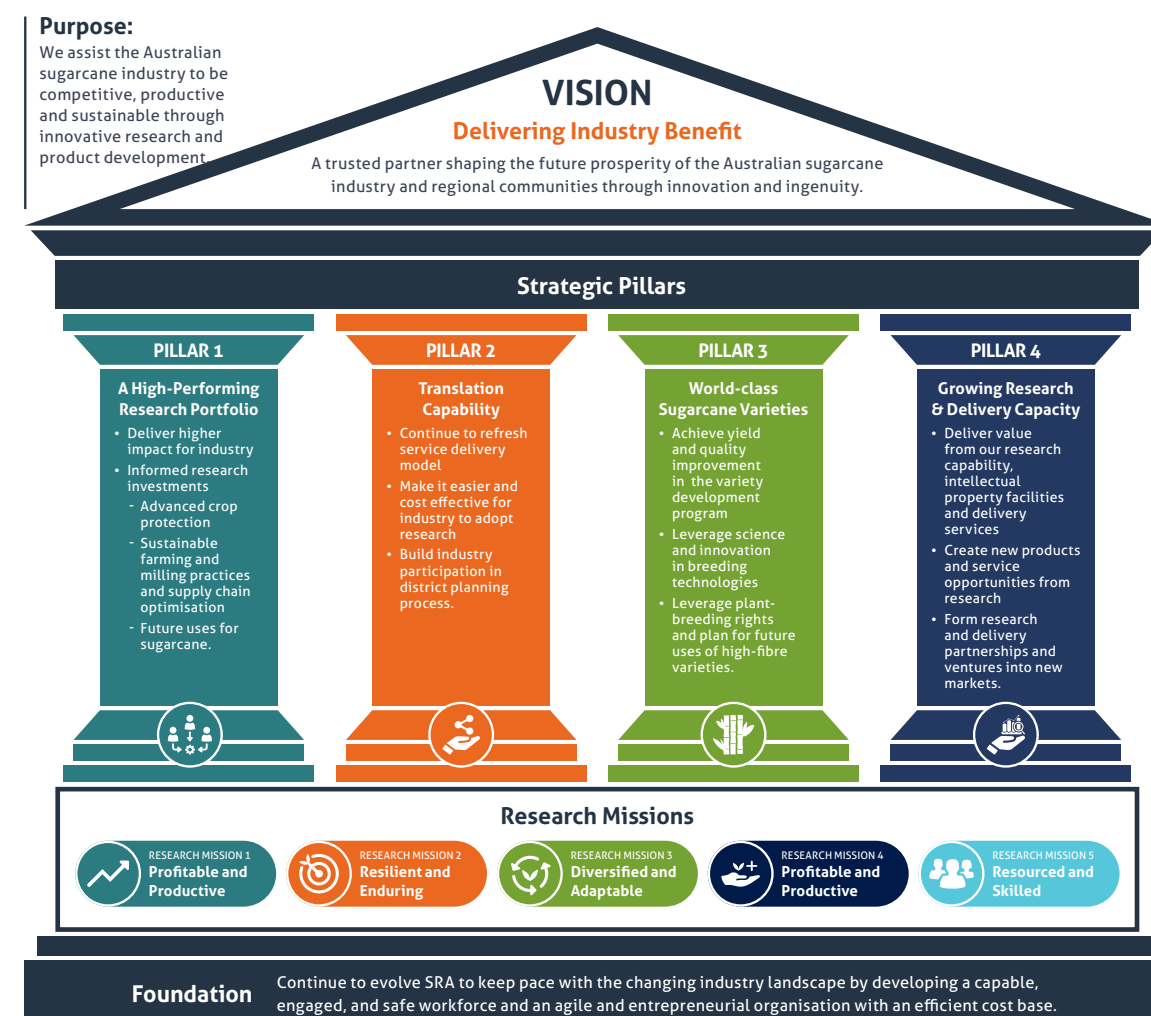 Purpose:
We assist the Australian
sugarcane industry to be
competitive, productive
and sustainable through
innovative research and
product development.
VISION
Delivering Industry Benefit
A trusted partner shaping the future prosperity of the Australian sugarcane
industry and regional communities through innovation and ingenuity.
Strategic Pillars
PILLAR 1
A High-Performing
Research Portfolio
• Deliver higher
impact for industry
• Informed research
investments
- Advanced crop
protection
- Sustainable
farming and
milling practices
and supply chain
optimisation
- Future uses for
sugarcane.
PILLAR 2
Translation
Capability
• Continue to refresh
service delivery
model
• Make it easier and
cost effective for
industry to adopt
research
• Build industry
participation in
district planning
process.
PILLAR 3
World-class
Sugarcane Varieties
• Achieve yield
and quality
improvement
in the variety
development
program
• Leverage science
and innovation
in breeding
technologies
• Leverage plant-
breeding rights
and plan for future
uses of high-fibre
varieties.
PILLAR 4
Growing Research
& Delivery Capacity
• Deliver value
from our research
capability,
intellectual
property facilities
and delivery
services
• Create new products
and service
opportunities from
research
• Form research
and delivery
partnerships and
ventures into new
markets.
Research Missions
RESEARCH MISSION 1
Profitable and
Productive
RESEARCH MISSION 2
Resilient and
Enduring
RESEARCH MISSION 3
Diversified and
Adaptable
RESEARCH MISSION 4
Profitable and
Productive
RESEARCH MISSION 5
Resourced and
Skilled
Foundation
Continue to evolve SRA to keep pace with the changing industry landscape by developing a capable,
engaged, and safe workforce and an agile and entrepreneurial organisation with an efficient cost base.